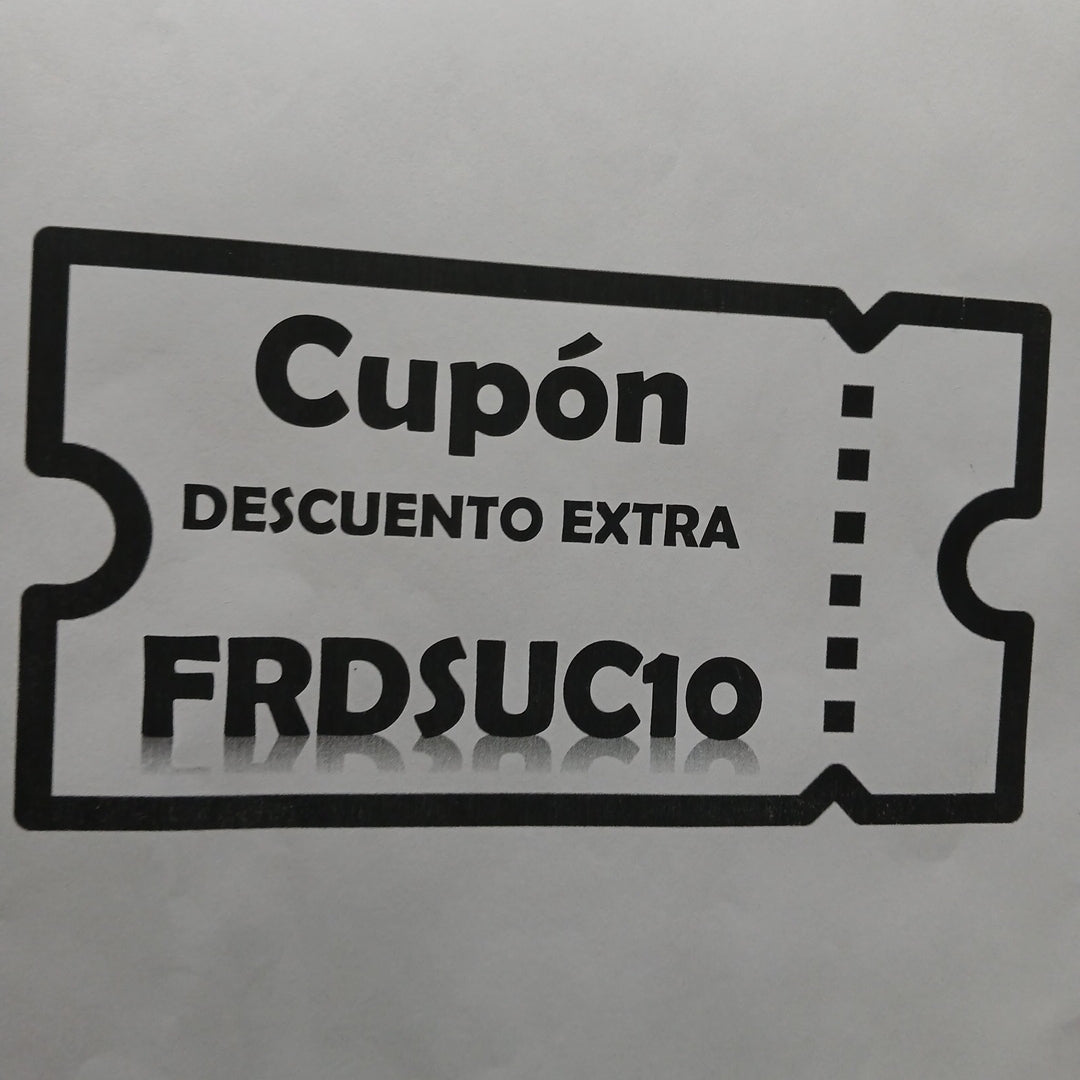 Cupón
DESCUENTO EXTRA
FRDSUC10